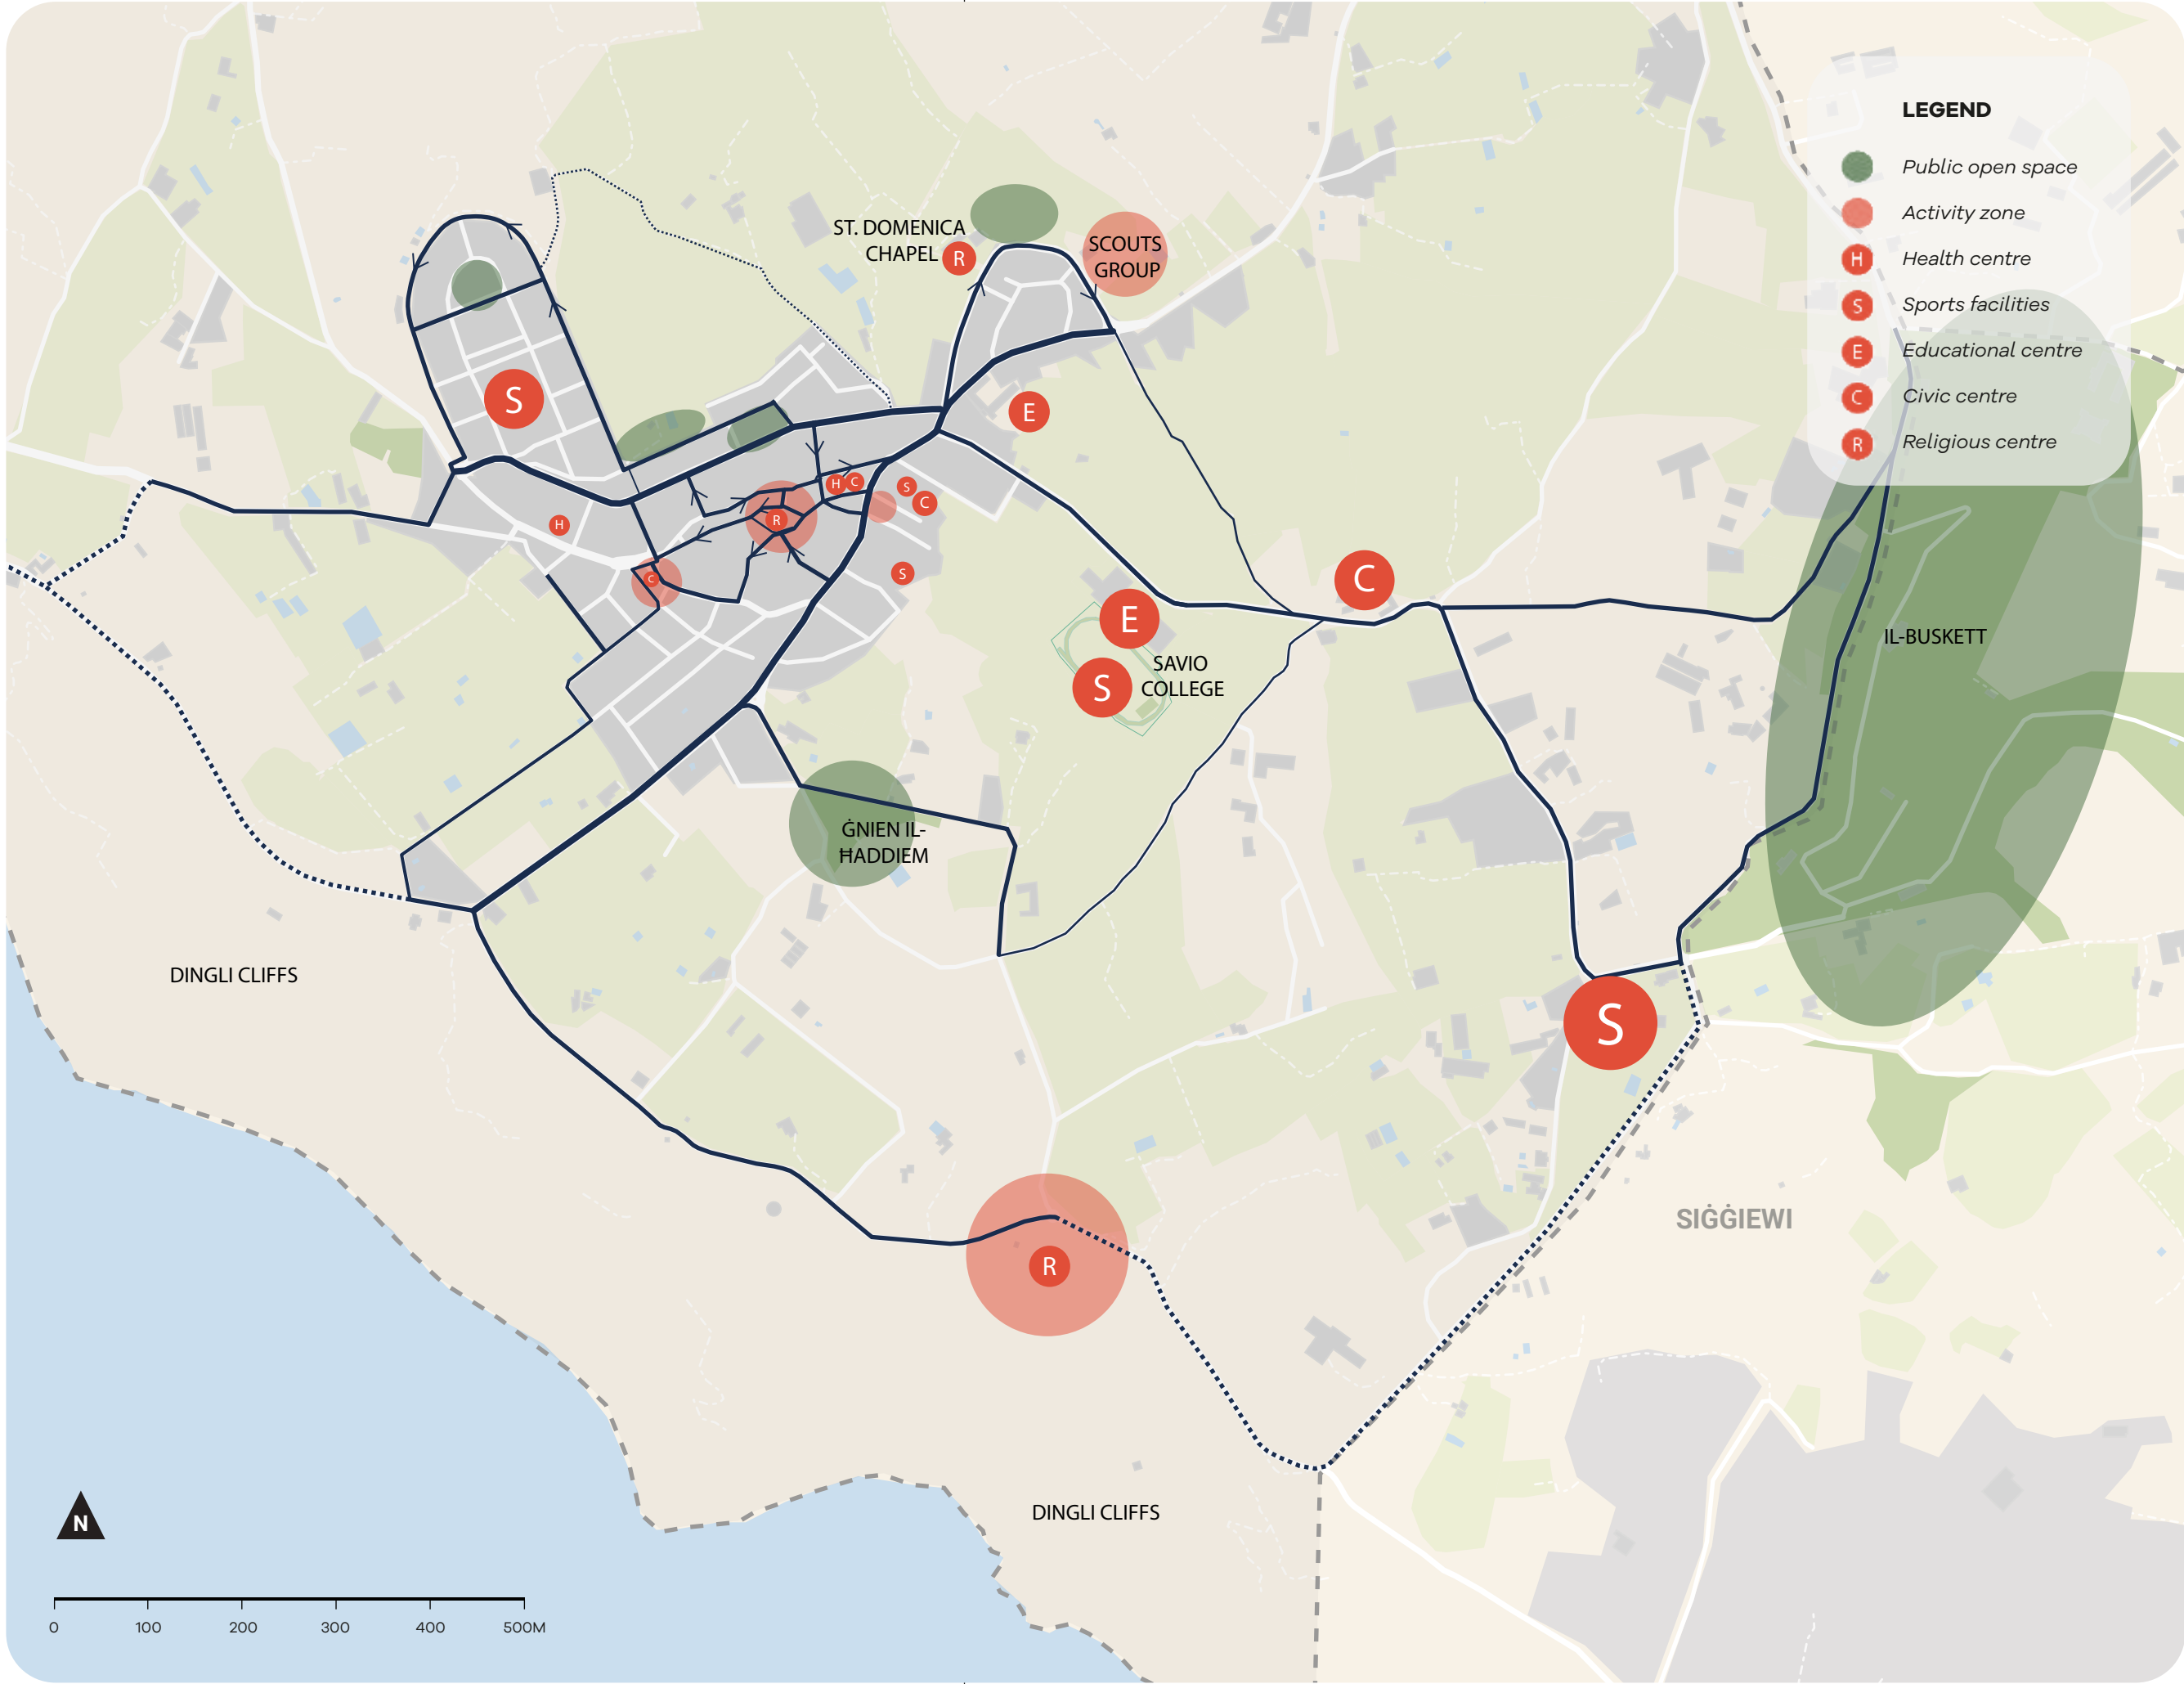 LEGEND
Public open space
Activity zone
H Health centre
S Sports facilities
E Educational centre
C Civic centre
R Religious centre
ST. DOMENICA
CHAPEL R
SCOUTS
GROUP
S
E
H C
S
C
H
R
C
S
C
E
S
SAVIO
COLLEGE
IL-BUSKETT
ĠNIEN IL-
ĦADDIEM
DINGLI CLIFFS
S
SIĠĠIEWI
R
DINGLI CLIFFS
N
0 100 200 300 400 500M